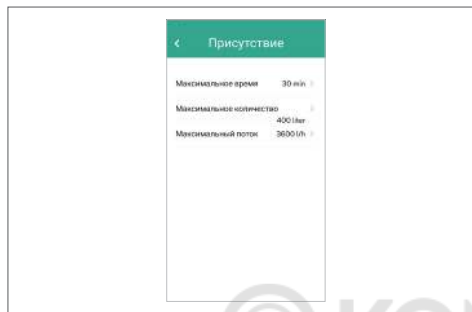 Присутствие
Максимальное время 30 min
Максимальное количество
400 liter
Максимальный поток 3600 l/h